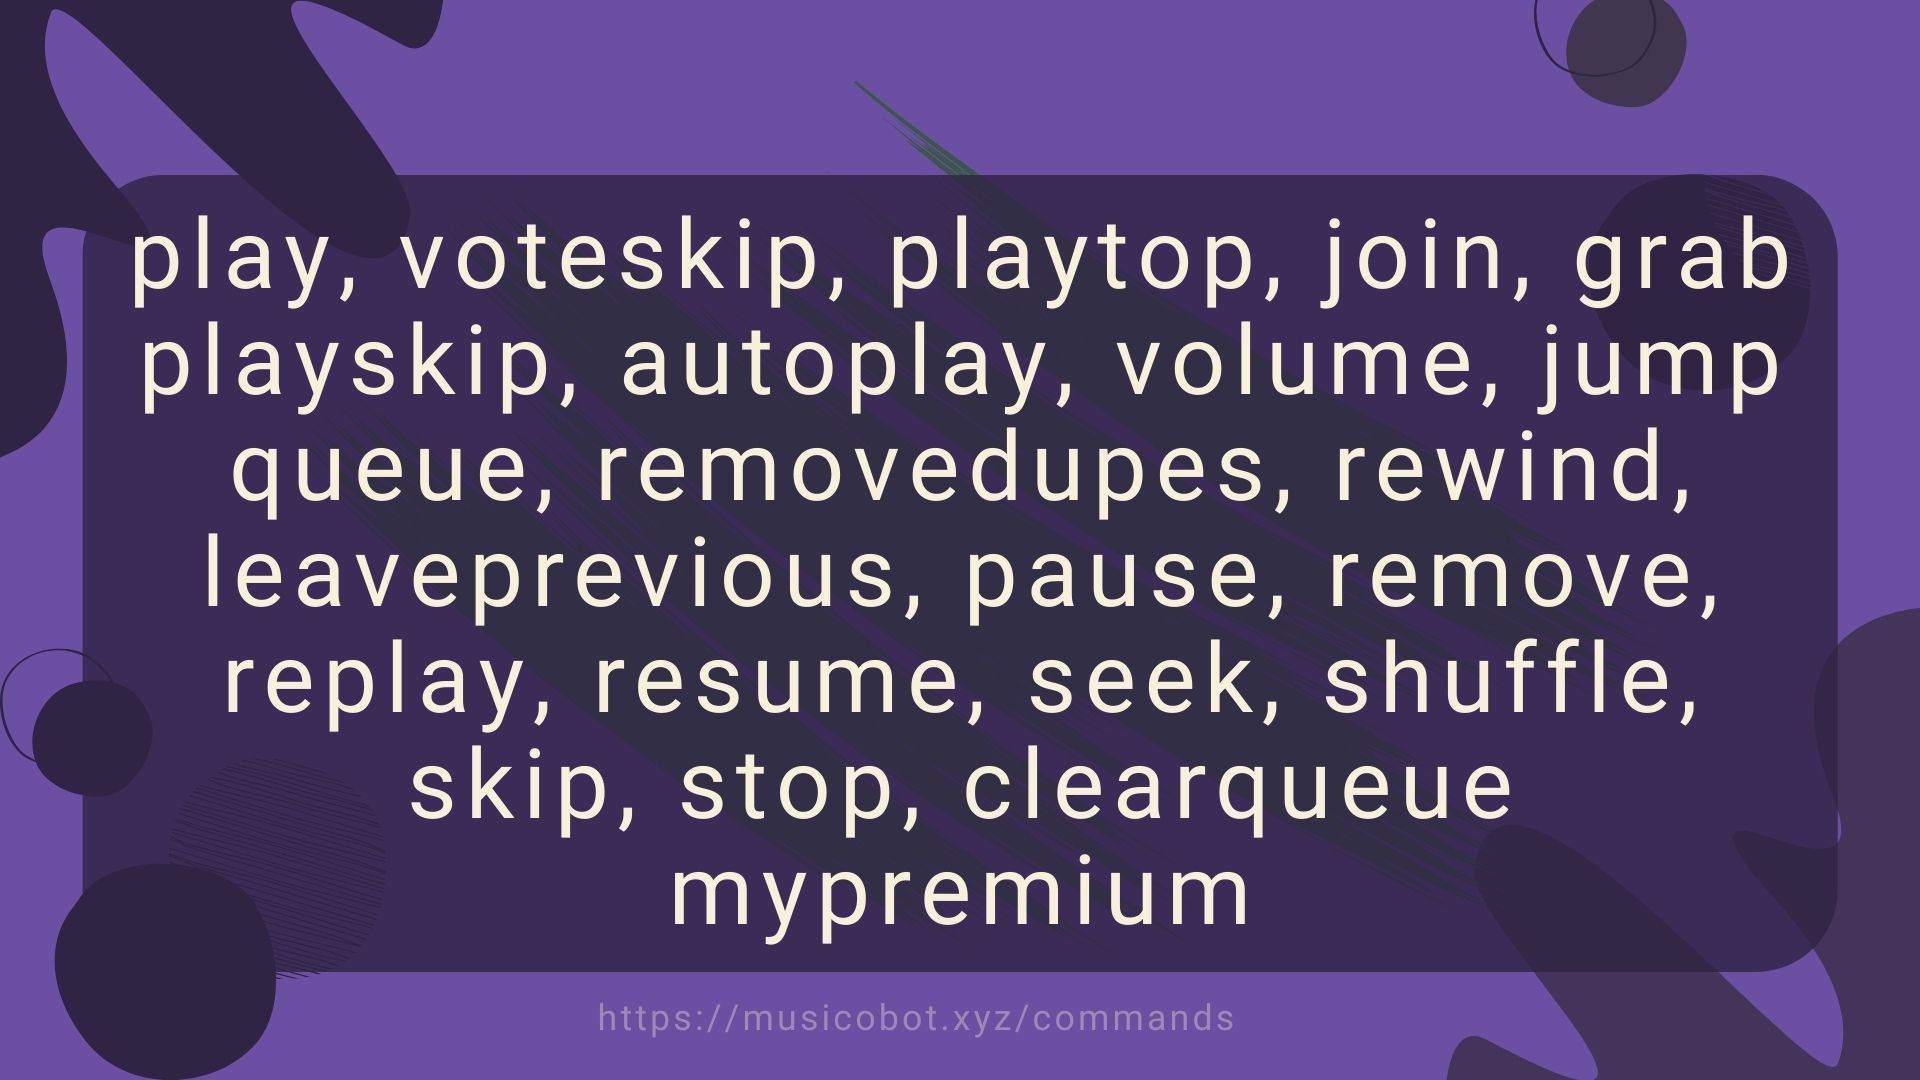 play, voteskip, playtop, join, grab
playskip, autoplay, volume, jump
queue, removedupes, rewind,
leaveprevious, pause, remove,
replay, resume, seek, shuffle,
skip, stop, clearqueue
mypremium
https://musicobot.xyz/commands